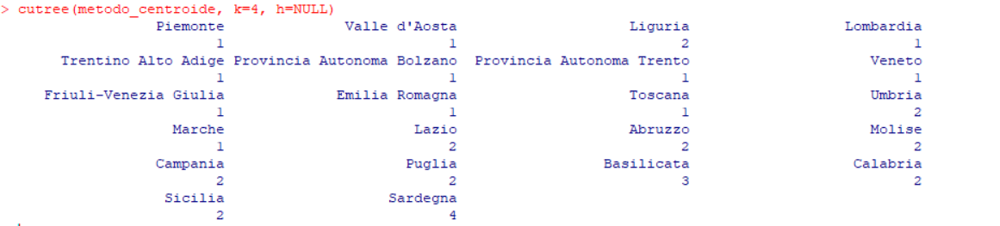 > cutree(metodo_centroide, k=4, h=NULL)
Piemonte Valle d'Aosta Liguria Lombardia
1 1 2 1
Trentino Alto Adige Provincia Autonoma Bolzano Provincia Autonoma Trento Veneto
1 1 1 1
Friuli-Venezia Giulia Emilia Romagna Toscana Umbria
1 1 1 2
Marche Lazio Abruzzo Molise
1 2 2 2
Campania Puglia Basilicata Calabria
2 2 3 2
Sicilia Sardegna
2 4